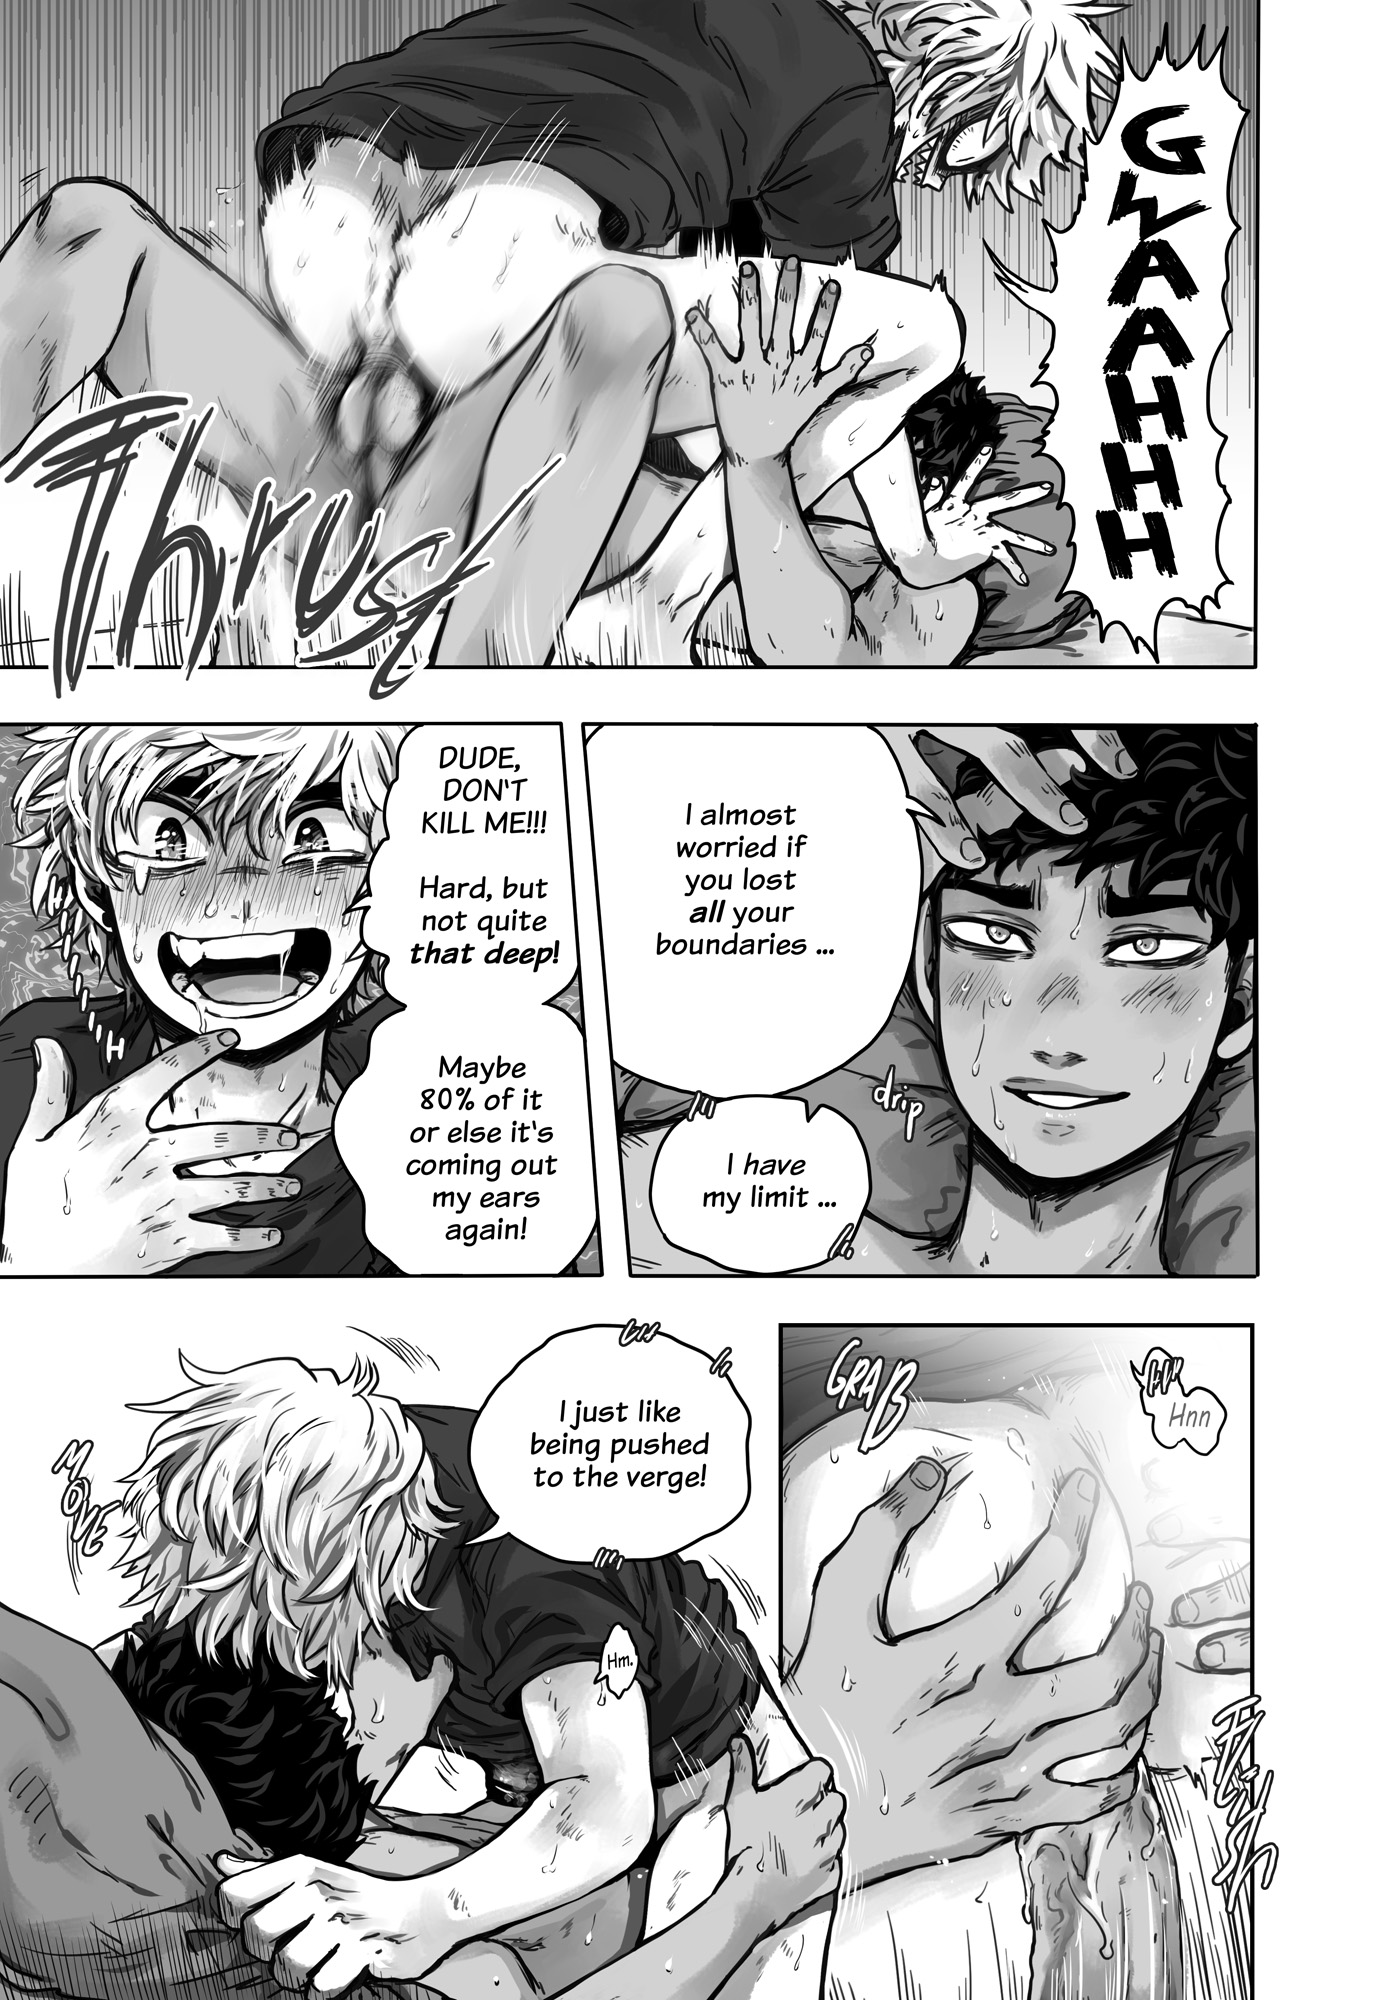 GWAAHHH
Thrust
DUDE,
DON'T
KILL ME!!!
Hard, but
not quite
that deep!
HIIIIIIIIH
Maybe
80% of it
or else it's
coming out
my ears
again!
I almost
worried if
you lost
all your
boundaries ...
drip
I have
my limit ...
I just like
being pushed
to the verge!
MOVE
Hm.
GRAB
Hnn